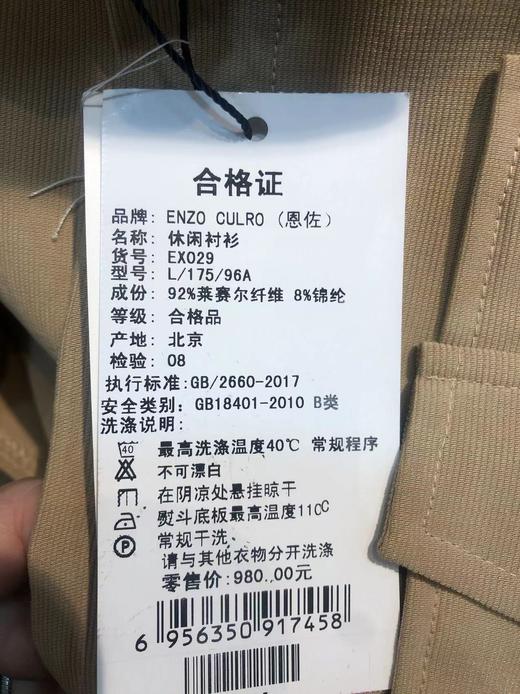 合格证
品牌: ENZO CULRO (恩佐)
名称: 休闲衬衫
货号: EX029
型号: L/175/96A
成份: 92%莱赛尔纤维 8%锦纶
等级: 合格品
产地: 北京
检验: 08
执行标准:GB/2660-2017
安全类别: GB18401-2010 B类
洗涤说明:
40 最高洗涤温度40℃ 常规程序
不可漂白
在阴凉处悬挂晾干
熨斗底板最高温度110C
P 常规干洗、
请与其他衣物分开洗涤
零售价: 980..00元
6 956350 917458